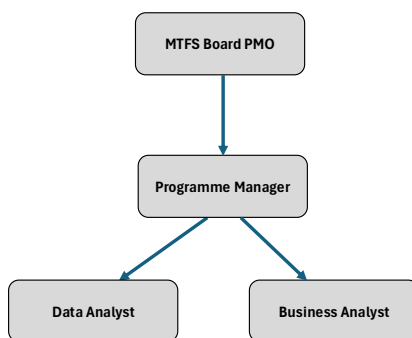 MTFS Board PMO
Programme Manager
Data Analyst
Business Analyst